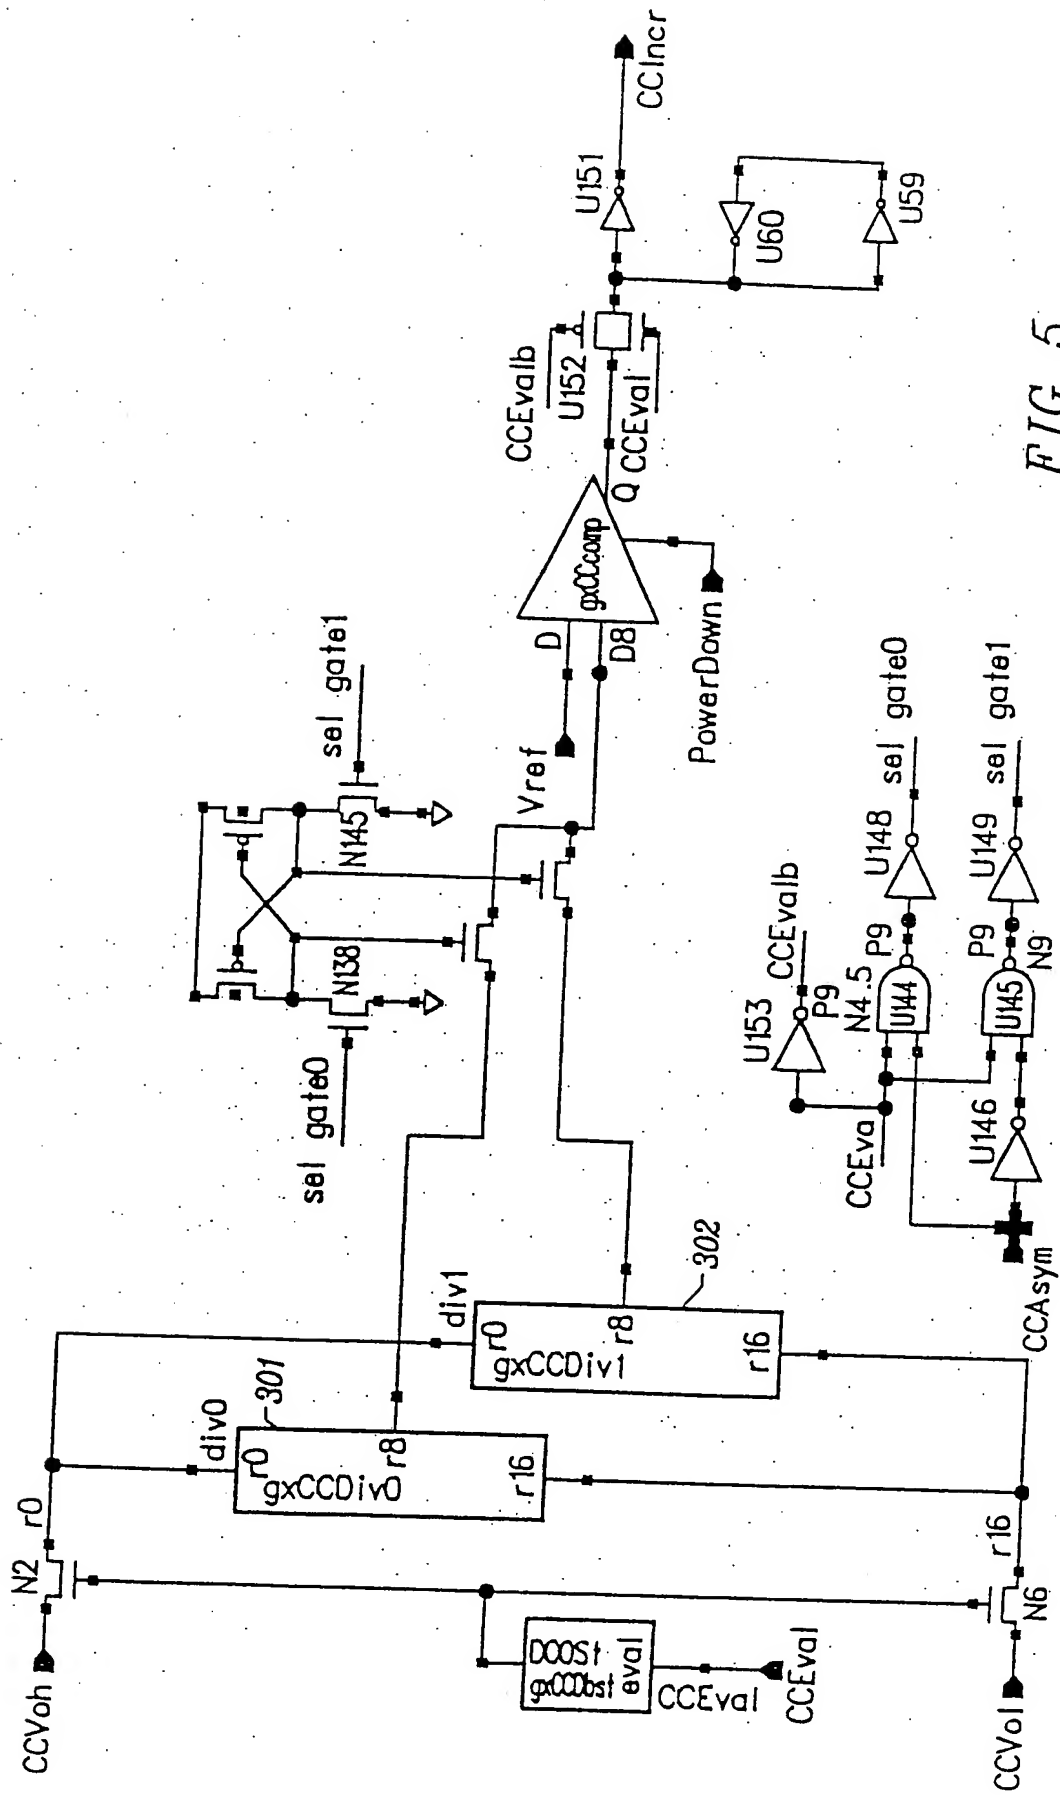 CCVoh
N2
r0
div0
r0
gxCCDiv0
r8
r16
301
div1
r0
gxCCDiv1
r8
r16
302
CCEval
CCEval
eval
CCVol
N6
r16
sel gate0
N138
N145
sel gate1
Vref
D
D8
gxCCcomp
Q
PowerDown
CCEvalb
U152
CCEval
U151
CCIncr
U60
U59
CCEva
U153
CCEvalb
P9
N4.5
U144
P9
U148
sel gate0
CCAsym
U146
U145
P9
N9
U149
sel gate1
FIG. 5